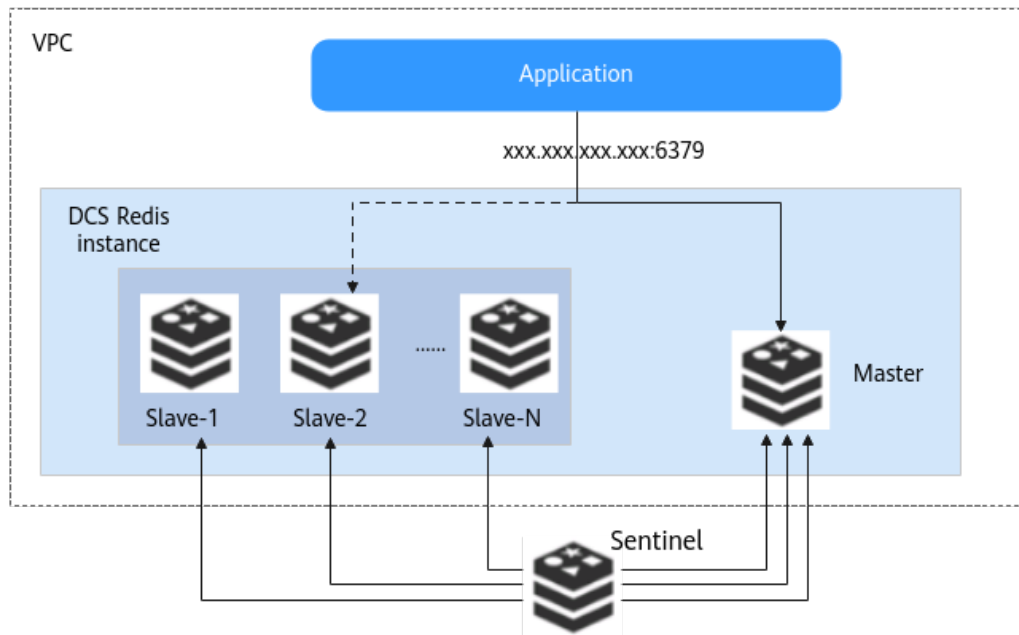 VPC
Application
xxx.xxx.xxx.xxx:6379
DCS Redis
instance
......
Slave-1
Slave-2
Slave-N
Master
Sentinel